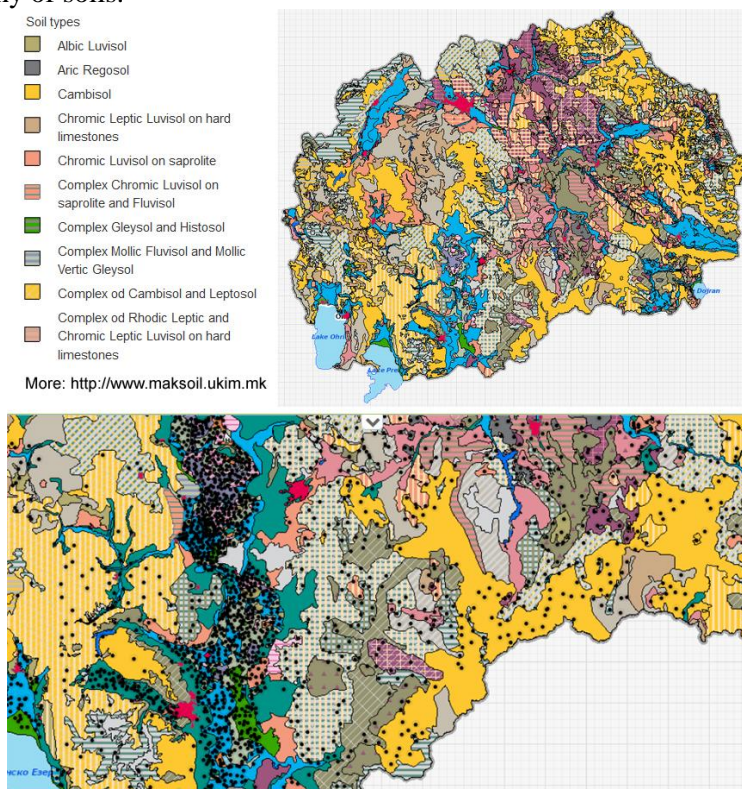 ny of soils.
Soil types
Albic Luvisol
Aric Regosol
Cambisol
Chromic Leptic Luvisol on hard
limestones
Chromic Luvisol on saprolite
Complex Chromic Luvisol on
saprolite and Fluvisol
Complex Gleysol and Histosol
Complex Mollic Fluvisol and Mollic
Vertic Gleysol
Complex od Cambisol and Leptosol
Complex od Rhodic Leptic and
Chromic Leptic Luvisol on hard
limestones
More: http://www.maksoil.ukim.mk
Lake
Lake